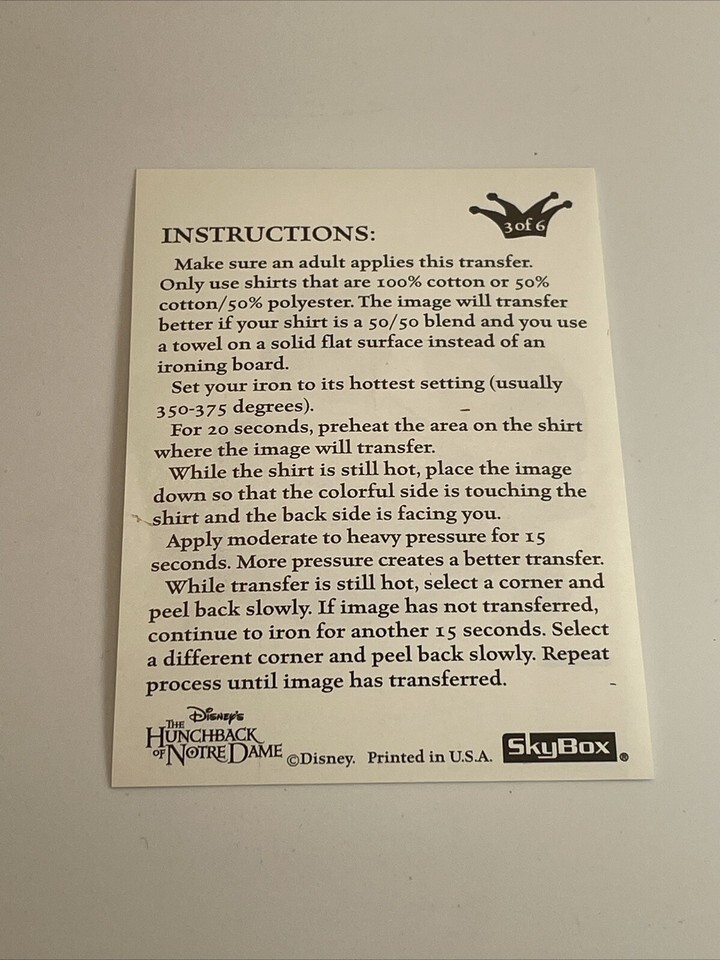 3 of 6
INSTRUCTIONS:
Make sure an adult applies this transfer.
Only use shirts that are 100% cotton or 50%
cotton/50% polyester. The image will transfer
better if your shirt is a 50/50 blend and you use
a towel on a solid flat surface instead of an
ironing board.
Set your iron to its hottest setting (usually
350-375 degrees).
For 20 seconds, preheat the area on the shirt
where the image will transfer.
While the shirt is still hot, place the image
down so that the colorful side is touching the
shirt and the back side is facing you.
Apply moderate to heavy pressure for 15
seconds. More pressure creates a better transfer.
While transfer is still hot, select a corner and
peel back slowly. If image has not transferred,
continue to iron for another 15 seconds. Select
a different corner and peel back slowly. Repeat
process until image has transferred.
DISNEY'S
THE
HUNCHBACK
OF NOTRE DAME
©Disney. Printed in U.S.A.
SkyBox®